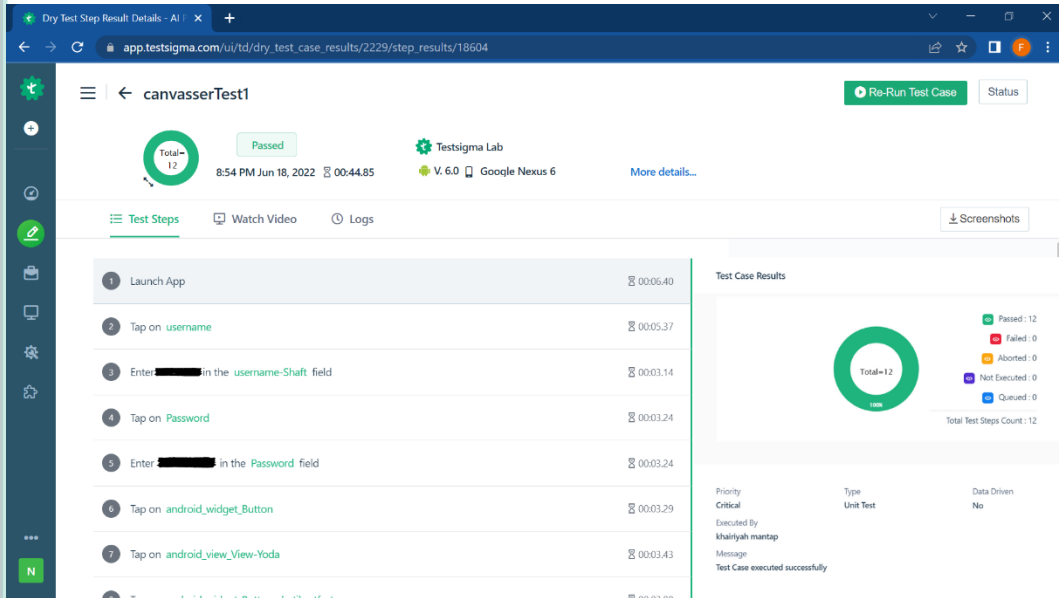 Dry Test Step Result Details - AI
app.testsigma.com/ui/td/dry_test_case_results/2229/step_results/18604
F
canvasserTest1
Re-Run Test Case
Status
Total=
12
Passed
8:54 PM Jun 18, 2022 00:44.85
Testsigma Lab
V. 6.0 Google Nexus 6
More details...
Test Steps Watch Video Logs
Screenshots
1 Launch App 00:06.40
2 Tap on username 00:05.37
3 Enter in the username-Shaft field 00:03.14
4 Tap on Password 00:03.24
5 Enter in the Password field 00:03.24
6 Tap on android_widget_Button 00:03.29
7 Tap on android_view_View-Yoda 00:03.43
N
Test Case Results
Total=12
100%
Passed : 12
Failed : 0
Aborted : 0
Not Executed : 0
Queued : 0
Total Test Steps Count : 12
Priority Type Data Driven
Critical Unit Test No
Executed By
khairiyah mantap
Message
Test Case executed successfully